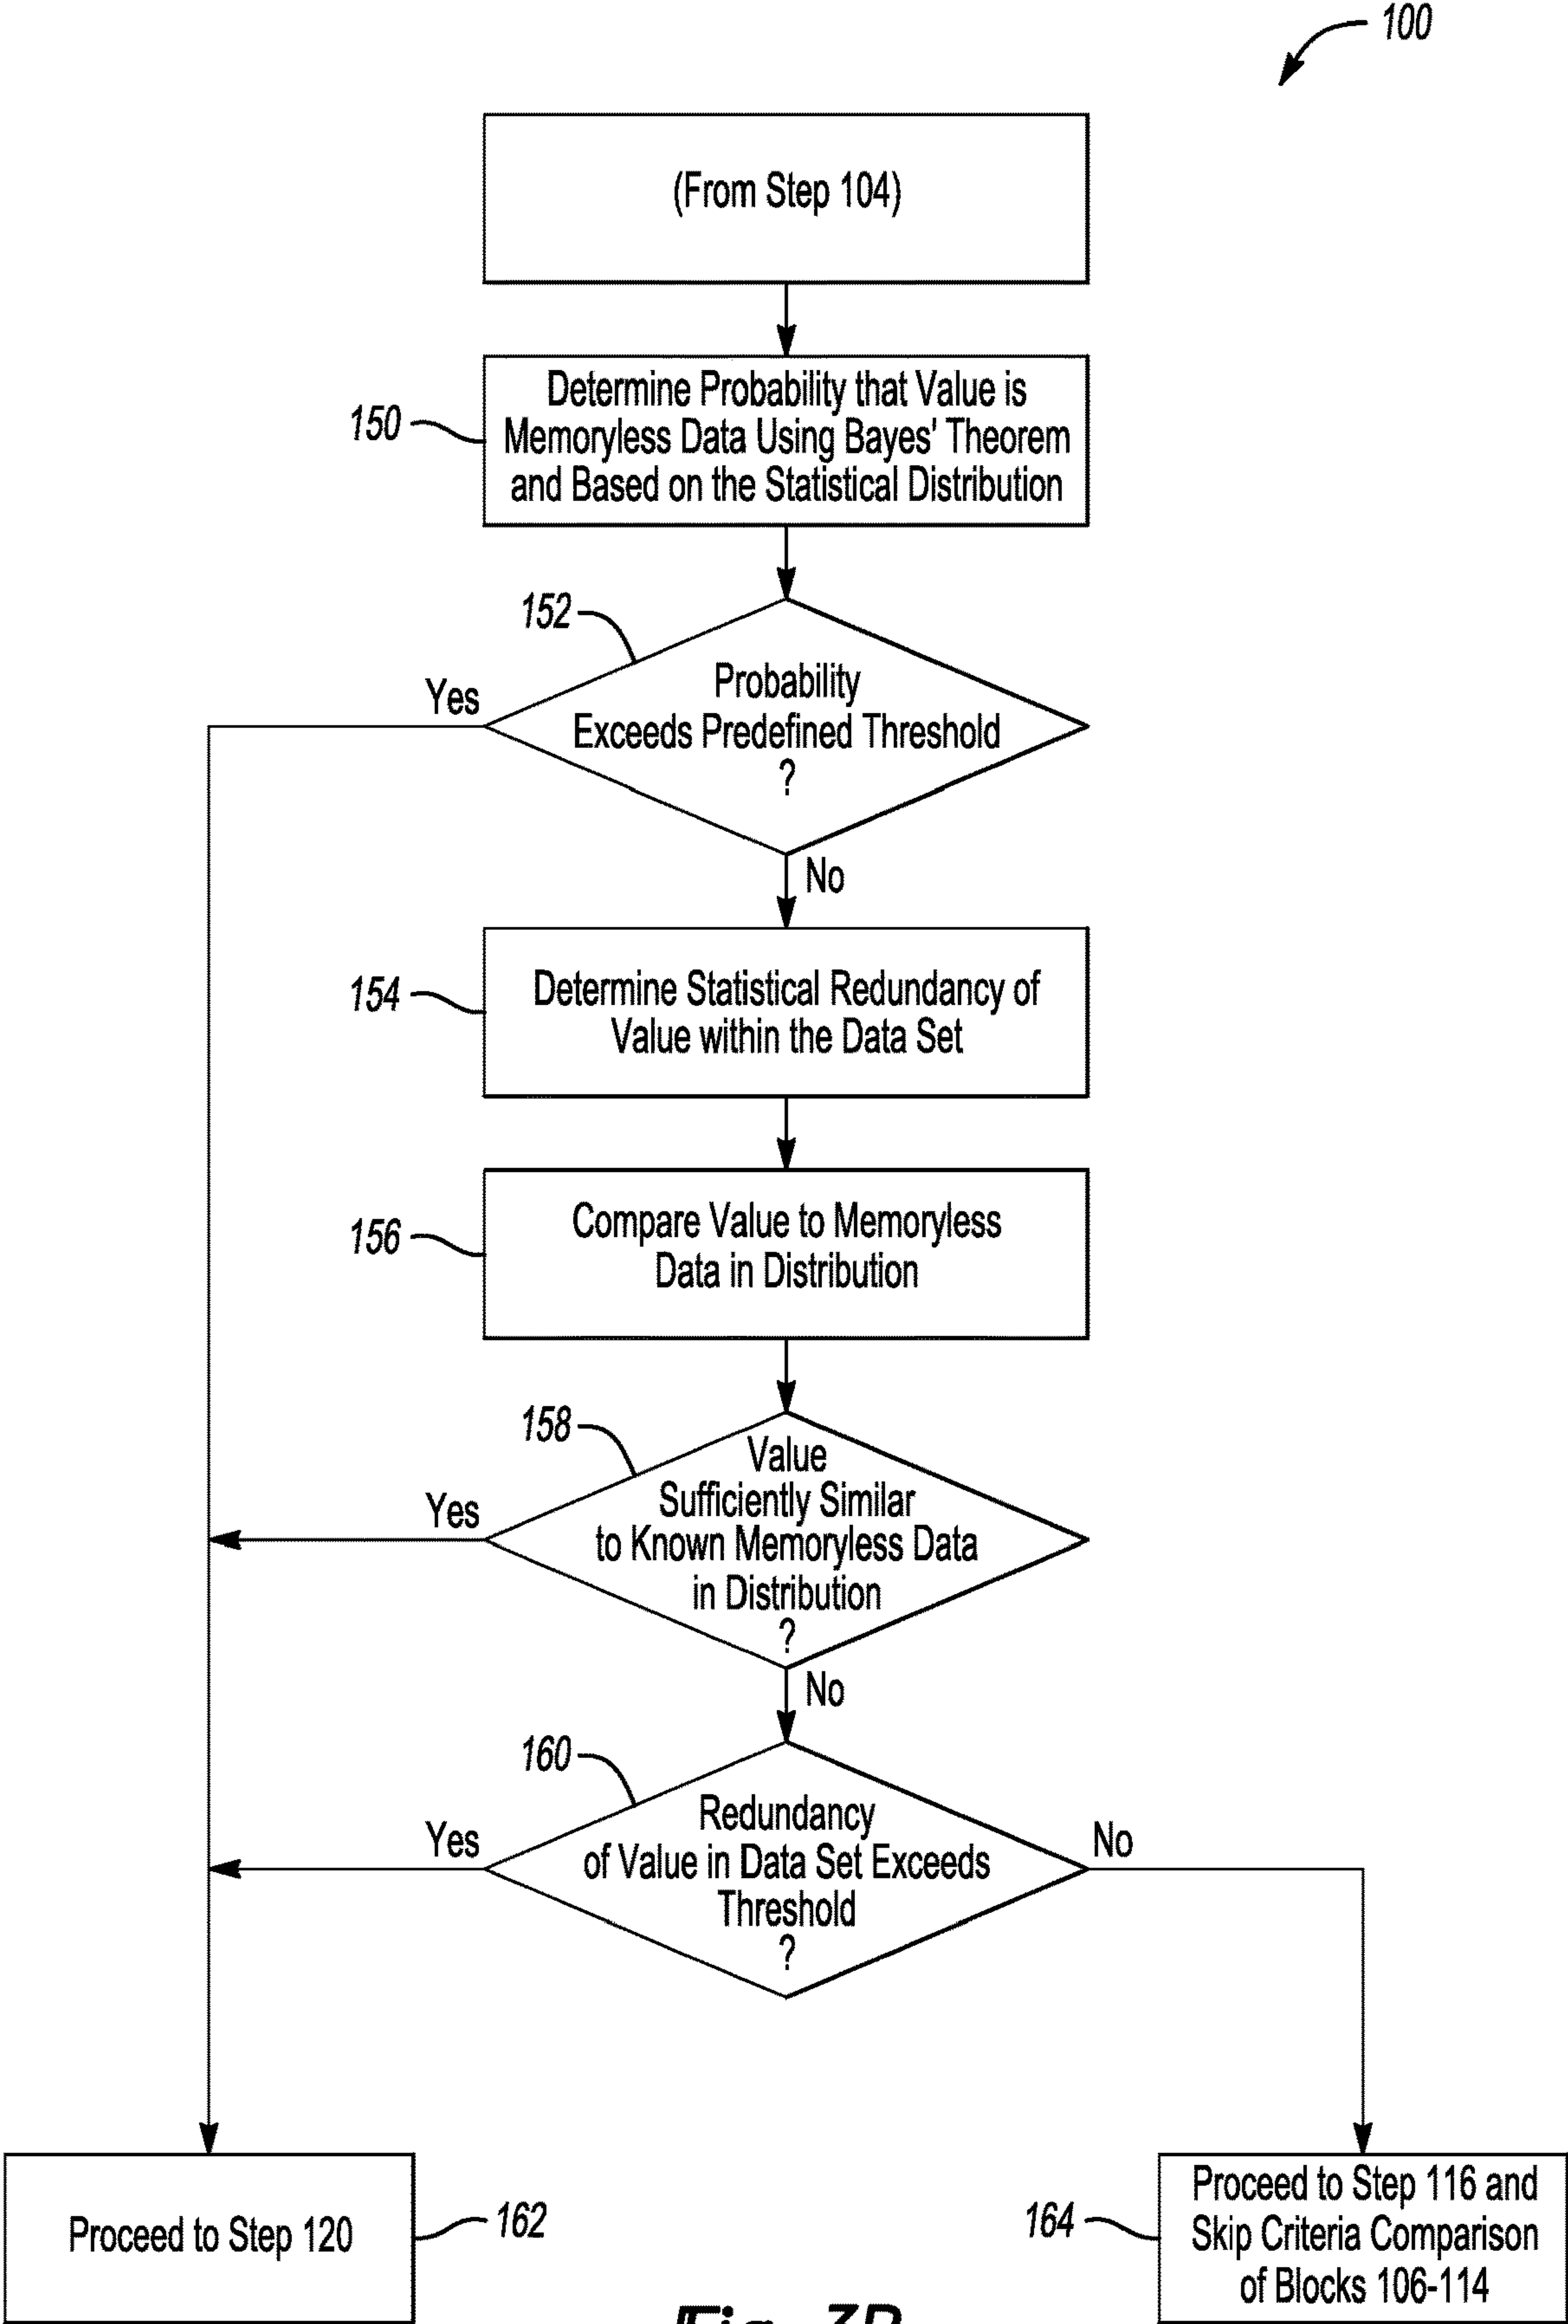 100
(From Step 104)
150
Determine Probability that Value is
Memoryless Data Using Bayes' Theorem
and Based on the Statistical Distribution
152
Probability
Exceeds Predefined Threshold
?
Yes
No
154
Determine Statistical Redundancy of
Value within the Data Set
156
Compare Value to Memoryless
Data in Distribution
158
Value
Sufficiently Similar
to Known Memoryless Data
in Distribution
?
Yes
No
160
Redundancy
of Value in Data Set Exceeds
Threshold
?
Yes
No
Proceed to Step 120
162
164
Proceed to Step 116 and
Skip Criteria Comparison
of Blocks 106-114